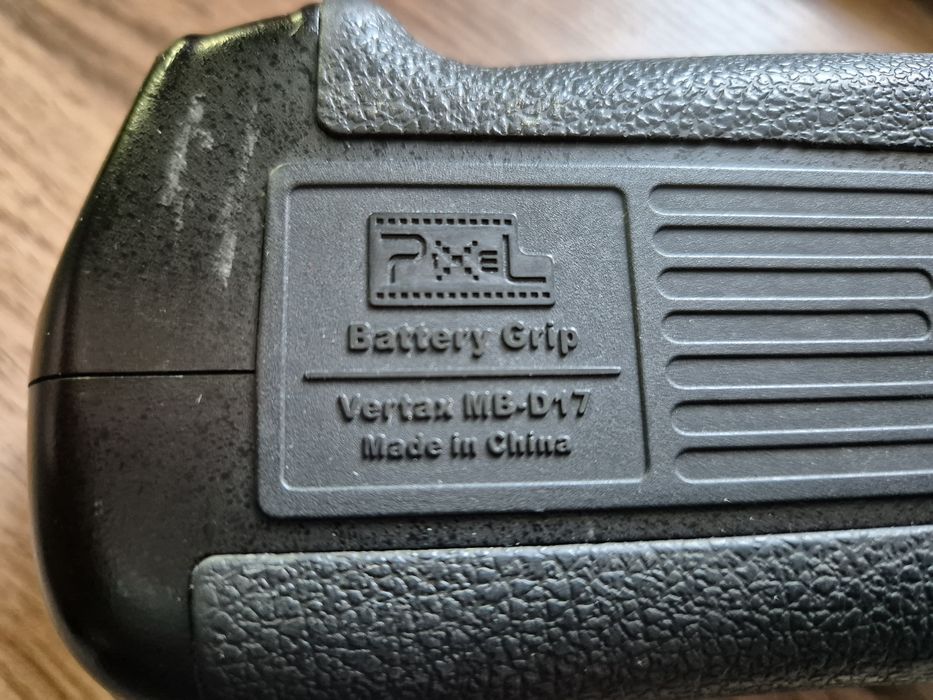 PiXeL
Battery Grip
Vertax MB-D17
Made in China